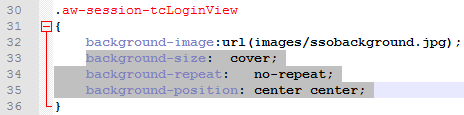 30 .aw-session-tcLoginView
31 {
32 background-image:url(images/ssobackground.jpg);
33 background-size: cover;
34 background-repeat: no-repeat;
35 background-position: center center;
36 }